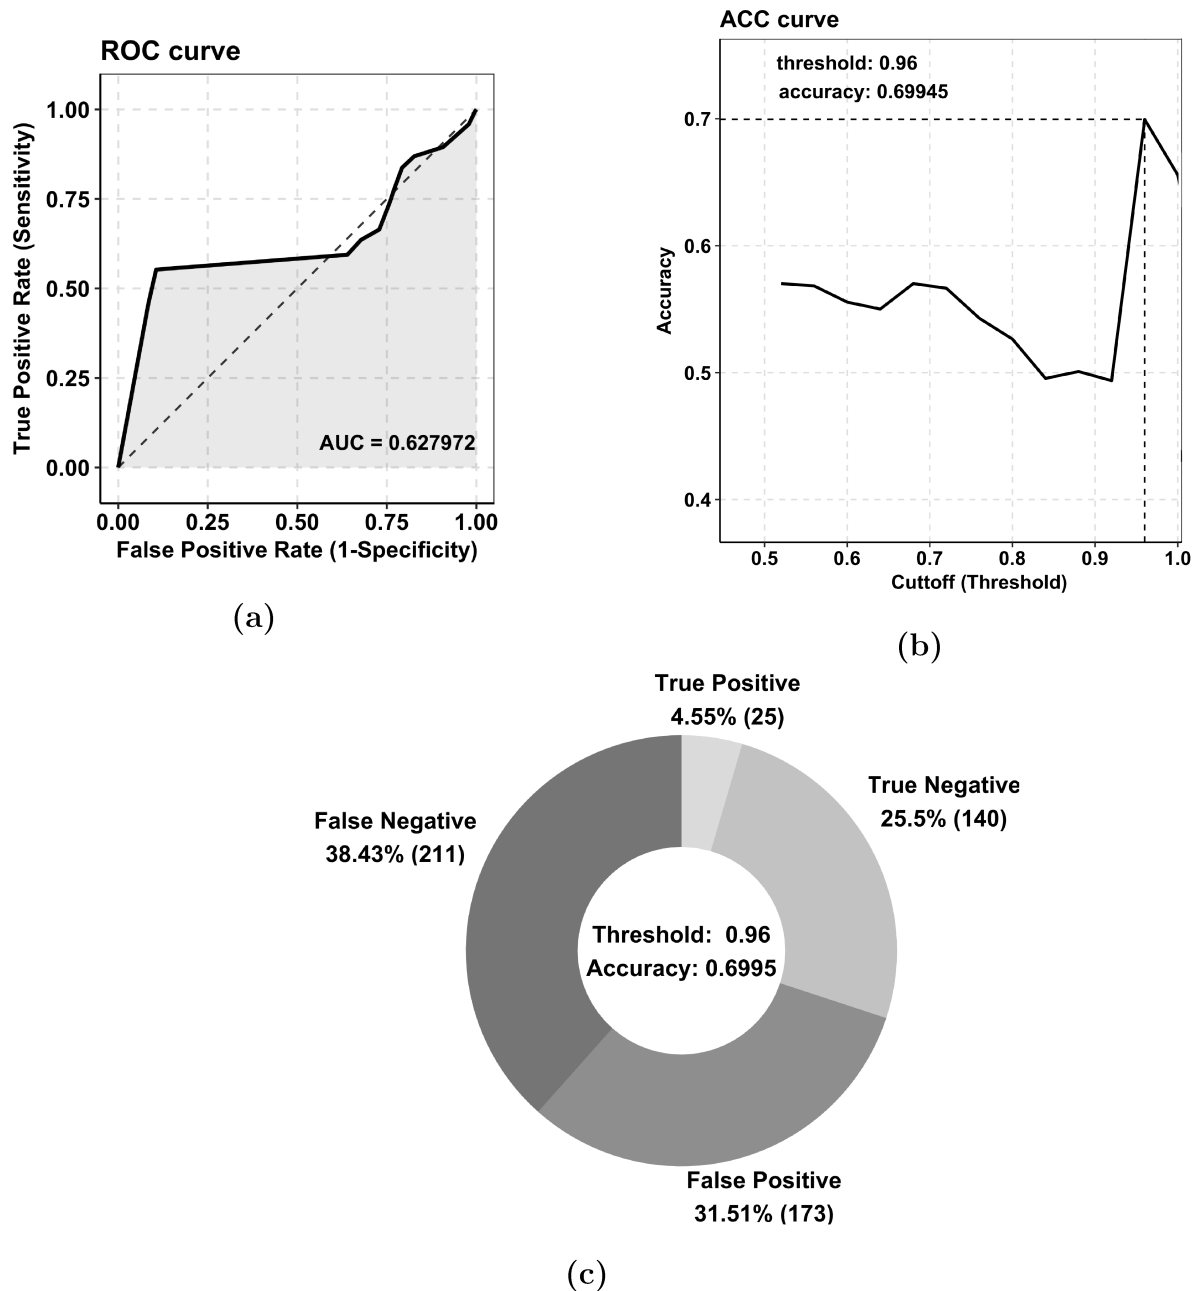 ROC curve
True Positive Rate (Sensitivity)
1.00
0.75
0.50
0.25
0.00
AUC = 0.627972
0.00 0.25 0.50 0.75 1.00
False Positive Rate (1-Specificity)
(a)
ACC curve
threshold: 0.96
accuracy: 0.69945
Accuracy
0.7
0.6
0.5
0.4
0.5 0.6 0.7 0.8 0.9 1.0
Cuttoff (Threshold)
(b)
True Positive
4.55% (25)
True Negative
25.5% (140)
False Negative
38.43% (211)
Threshold: 0.96
Accuracy: 0.6995
False Positive
31.51% (173)
(c)